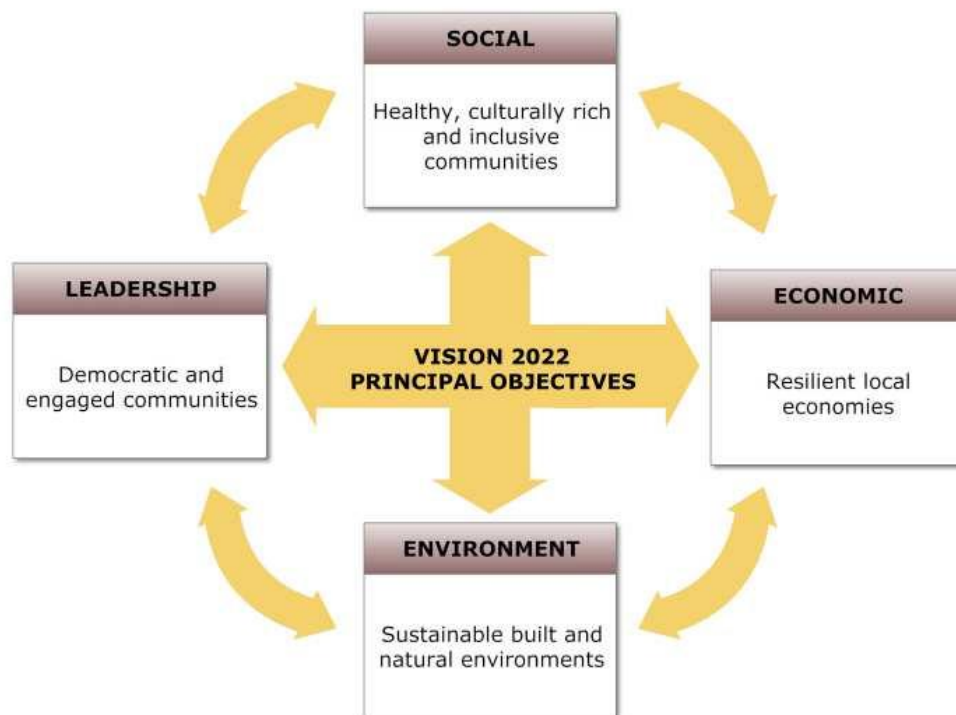 SOCIAL
Healthy, culturally rich
and inclusive
communities
LEADERSHIP
Democratic and
engaged communities
VISION 2022
PRINCIPAL OBJECTIVES
ECONOMIC
Resilient local
economies
ENVIRONMENT
Sustainable built and
natural environments